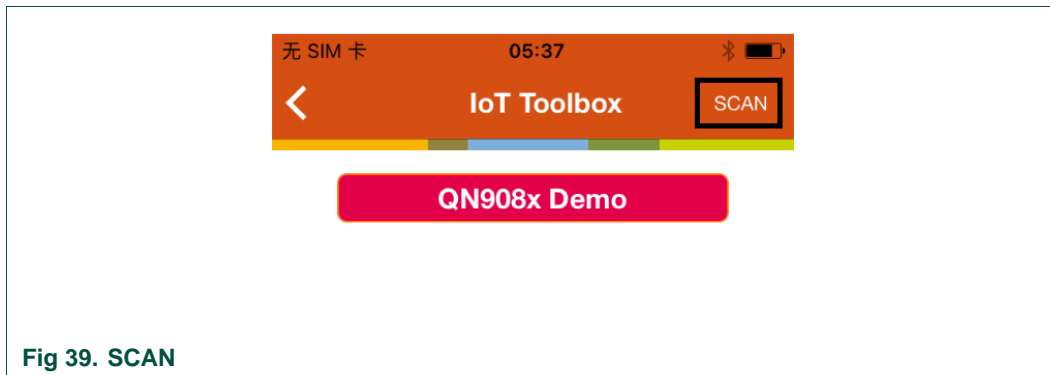 无 SIM 卡 05:37
IoT Toolbox SCAN
QN908x Demo
Fig 39. SCAN